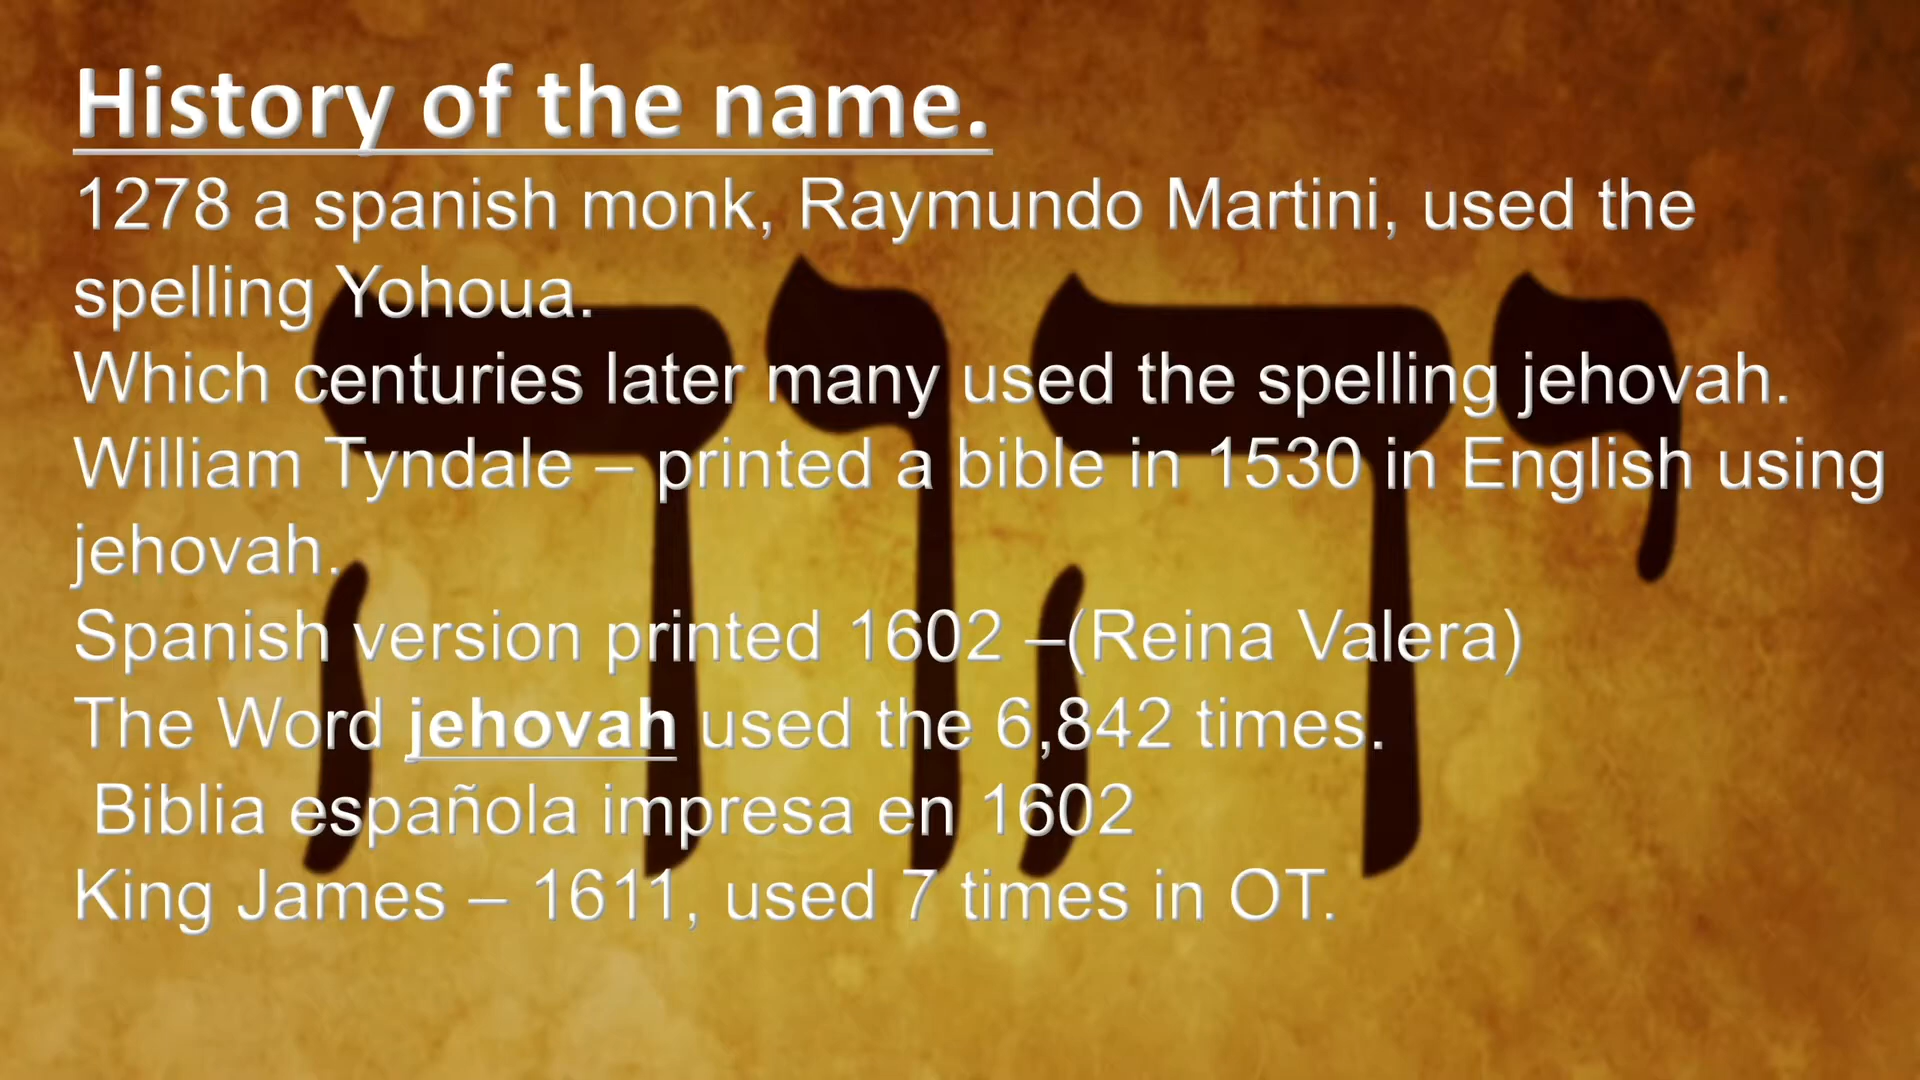 History of the name.
1278 a spanish monk, Raymundo Martini, used the
spelling Yohoua.
Which centuries later many used the spelling jehovah.
William Tyndale – printed a bible in 1530 in English using
jehovah.
Spanish version printed 1602 –(Reina Valera)
The Word jehovah used the 6,842 times.
Biblia española impresa en 1602
King James – 1611, used 7 times in OT.
יהוה